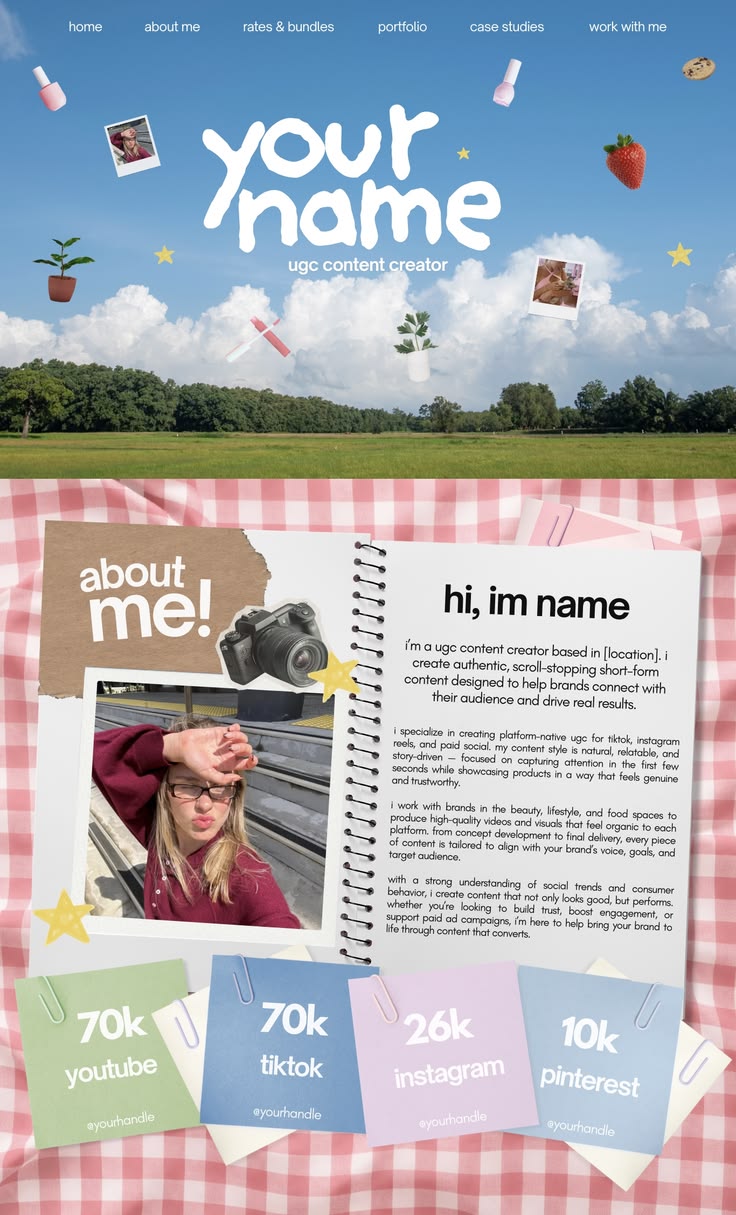 home about me rates & bundles portfolio case studies work with me
your
name
ugc content creator
about
me!
hi, im name
i'm a ugc content creator based in [location]. i
create authentic, scroll-stopping short-form
content designed to help brands connect with
their audience and drive real results.
i specialize in creating platform-native ugc for tiktok, instagram
reels, and paid social. my content style is natural, relatable, and
story-driven — focused on capturing attention in the first few
seconds while showcasing products in a way that feels genuine
and trustworthy.
i work with brands in the beauty, lifestyle, and food spaces to
produce high-quality videos and visuals that feel organic to each
platform. from concept development to final delivery, every piece
of content is tailored to align with your brand's voice, goals, and
target audience.
with a strong understanding of social trends and consumer
behavior, i create content that not only looks good, but performs.
whether you're looking to build trust, boost engagement, or
support paid ad campaigns, i'm here to help bring your brand to
life through content that converts.
70k
youtube
@yourhandle
70k
tiktok
@yourhandle
26k
instagram
@yourhandle
10k
pinterest
@yourhandle